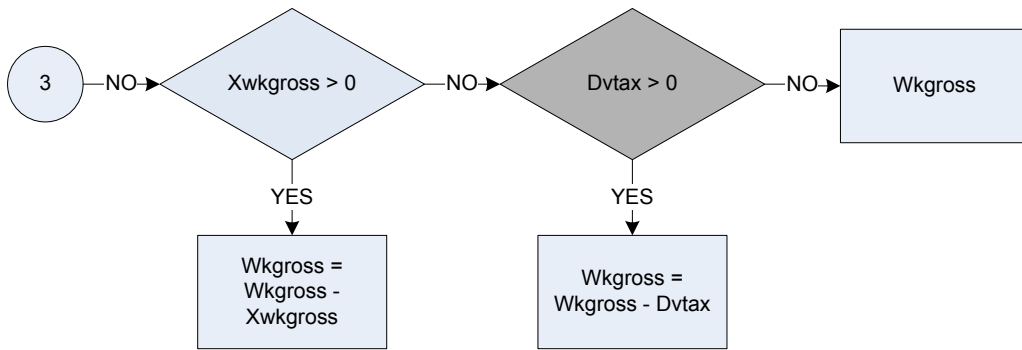 3
NO
Xwkgross > 0
NO
Dvtax > 0
NO
Wkgross
YES
YES
Wkgross =
Wkgross -
Xwkgross
Wkgross =
Wkgross - Dvtax